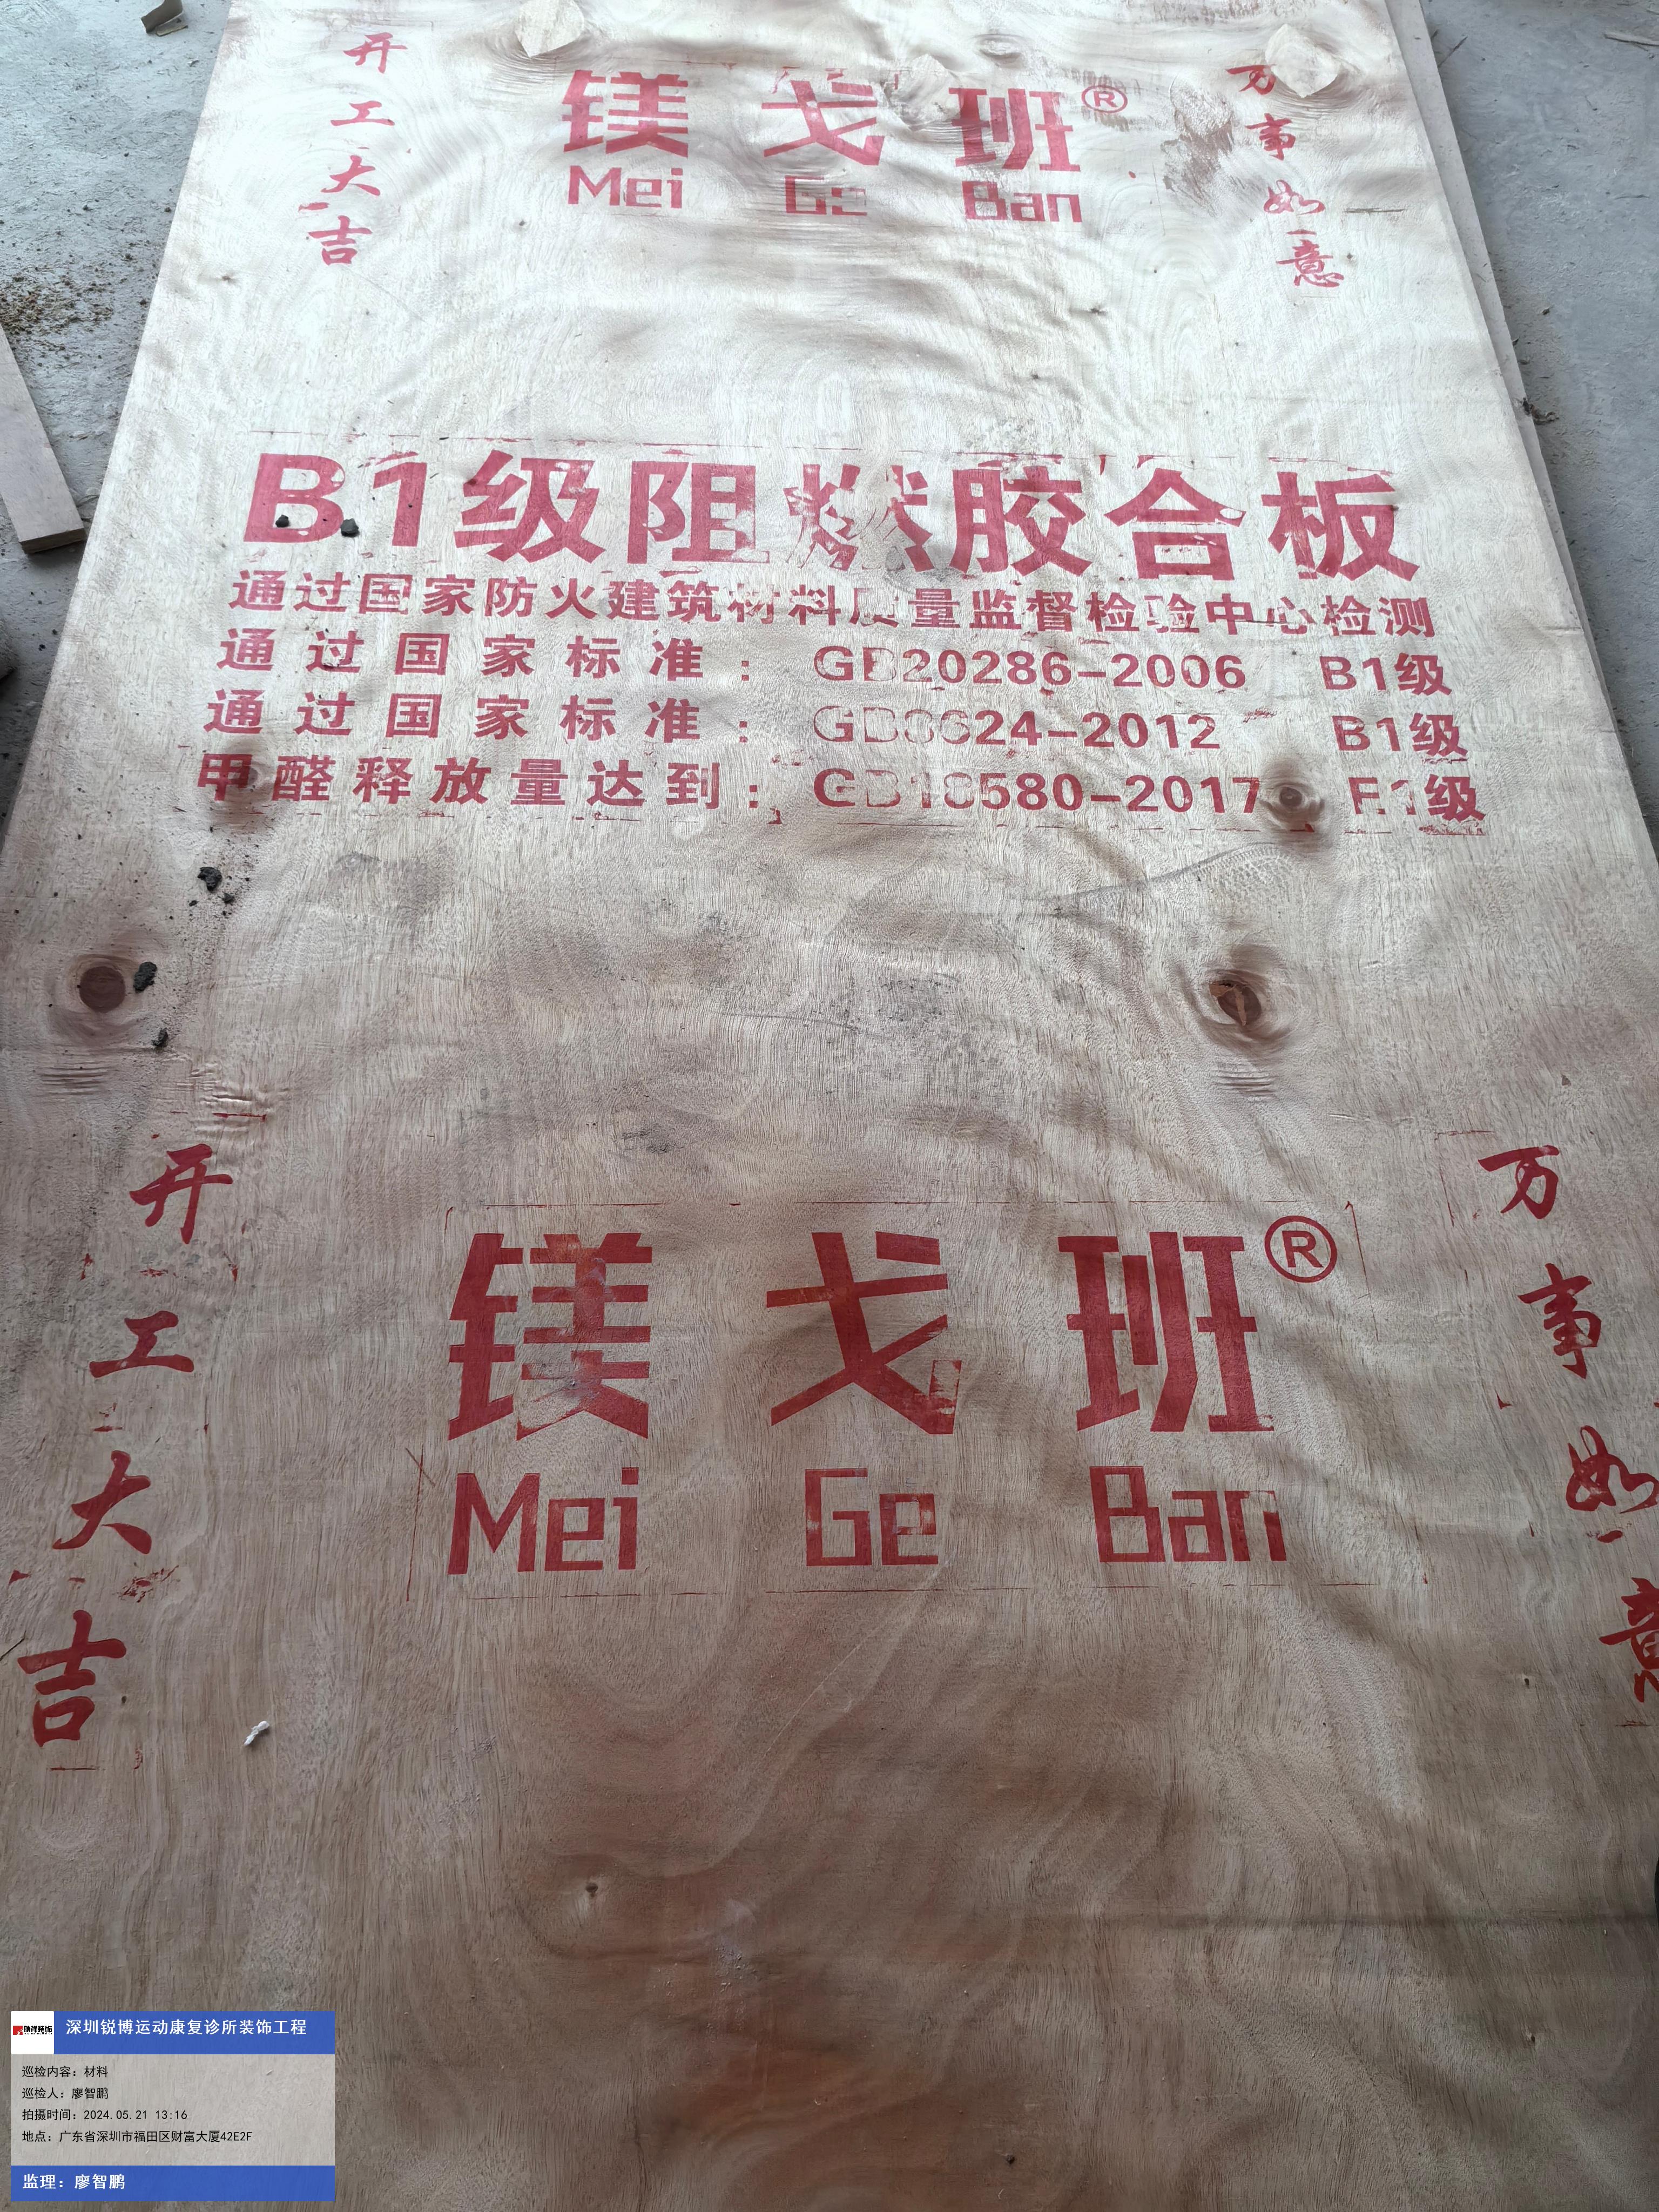 开工大吉
镁戈班®
Mei Ge Ban
万事如意
B1级阻燃胶合板
通过国家防火建筑材料质量监督检验中心检测
通过国家标准：GB20286-2006 B1级
通过国家标准：GB8624-2012 B1级
甲醛释放量达到：GB18580-2017 E1级
开工大吉
镁戈班®
Mei Ge Ban
万事如意
深圳锐博运动康复诊所装饰工程
巡检内容：材料
巡检人：廖智鹏
拍摄时间：2024.05.21 13:16
地点：广东省深圳市福田区财富大厦42E2F
监理：廖智鹏